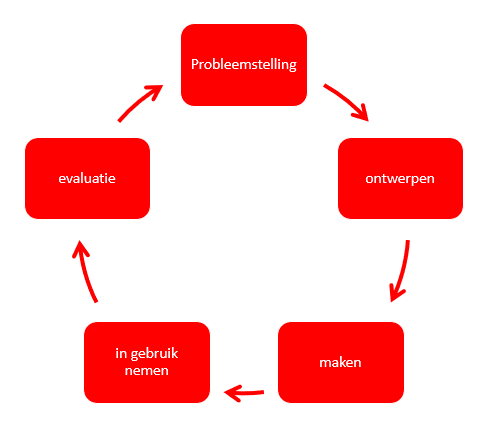 Probleemstelling
ontwerpen
maken
in gebruik
nemen
evaluatie